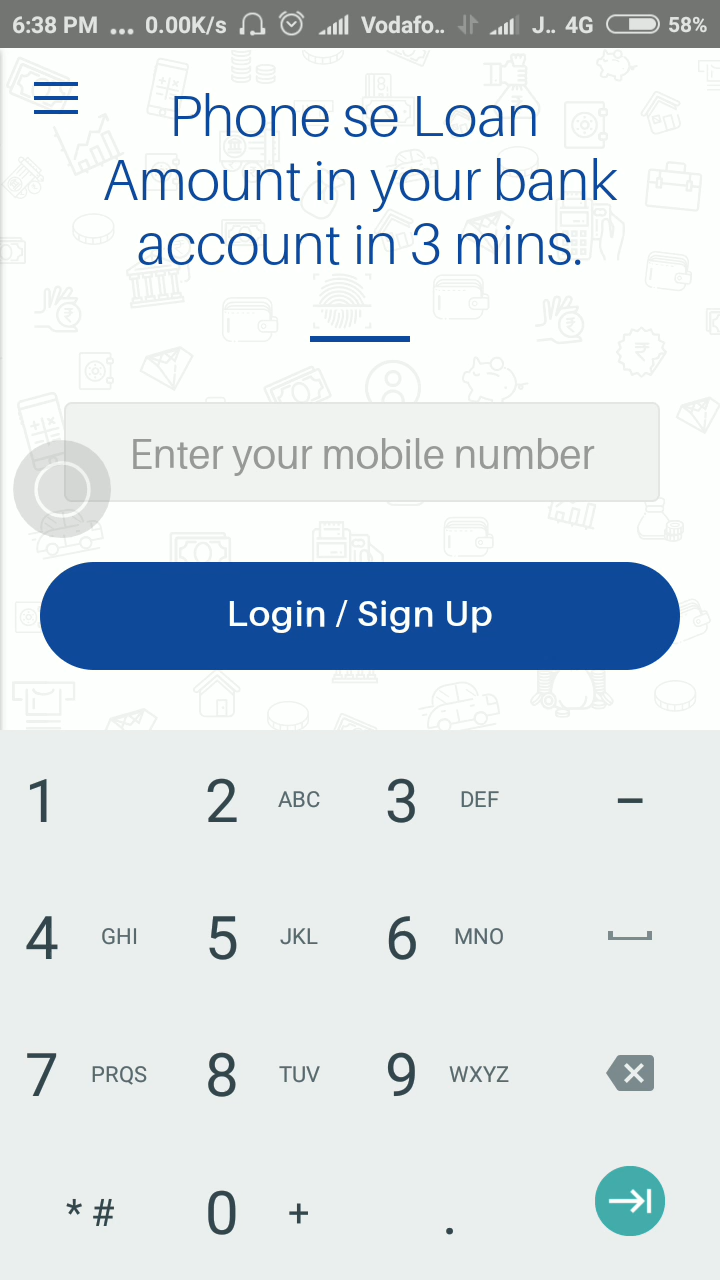 6:38 PM ... 0.00K/s Vodafo.. J.. 4G 58%
Phone se Loan
Amount in your bank
account in 3 mins.
Enter your mobile number
Login / Sign Up
1 2 ABC 3 DEF –
4 GHI 5 JKL 6 MNO
7 PRQS 8 TUV 9 WXYZ
* # 0 + .